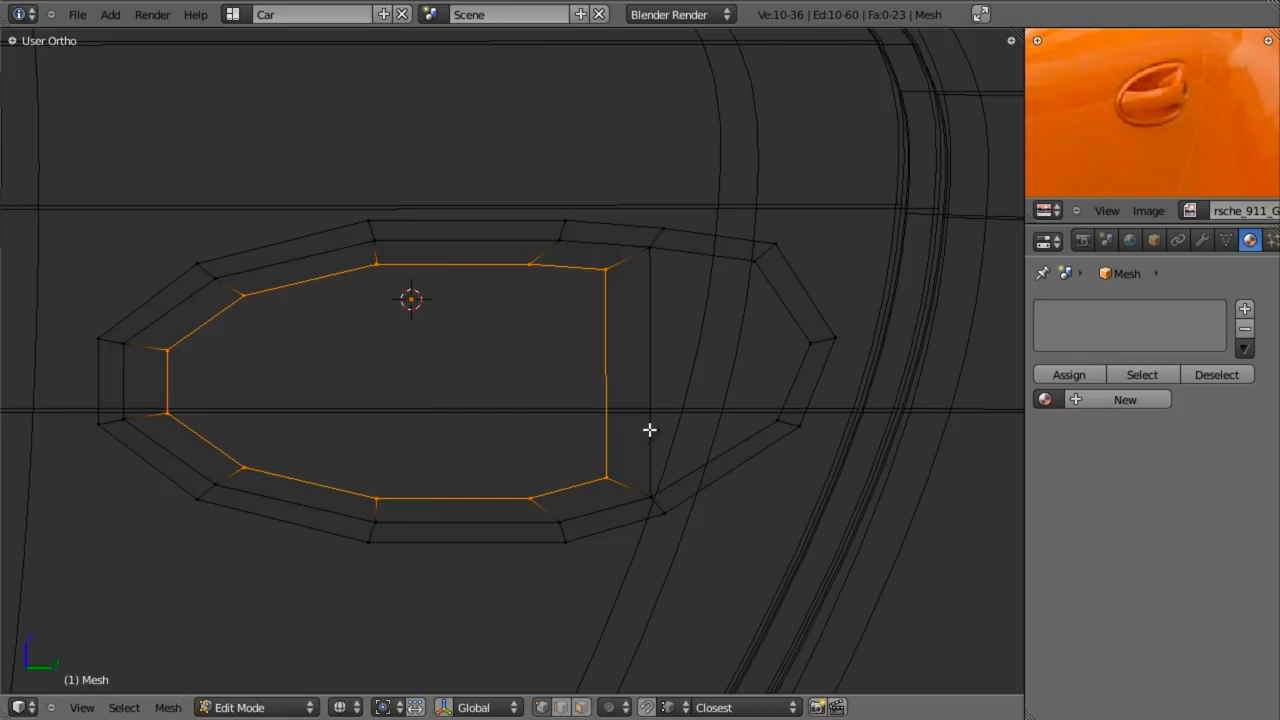 File Add Render Help Car Scene Blender Render Ve:10-36 | Ed:10-60 | Fa:0-23 | Mesh
User Ortho
View Image rsche_911_G
Mesh
Assign Select Deselect
New
z
y
(1) Mesh
View Select Mesh Edit Mode Global Closest